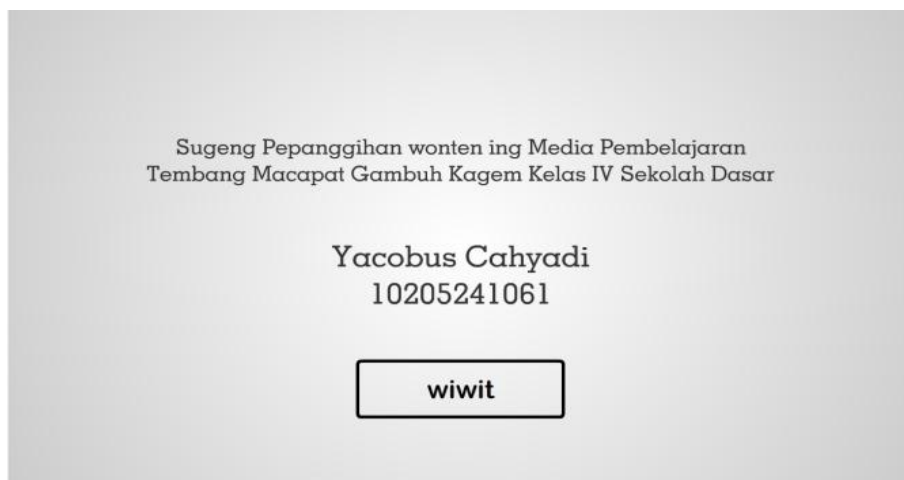 Sugeng Pepanggihan wonten ing Media Pembelajaran
Tembang Macapat Gambuh Kagem Kelas IV Sekolah Dasar
Yacobus Cahyadi
10205241061
wiwit